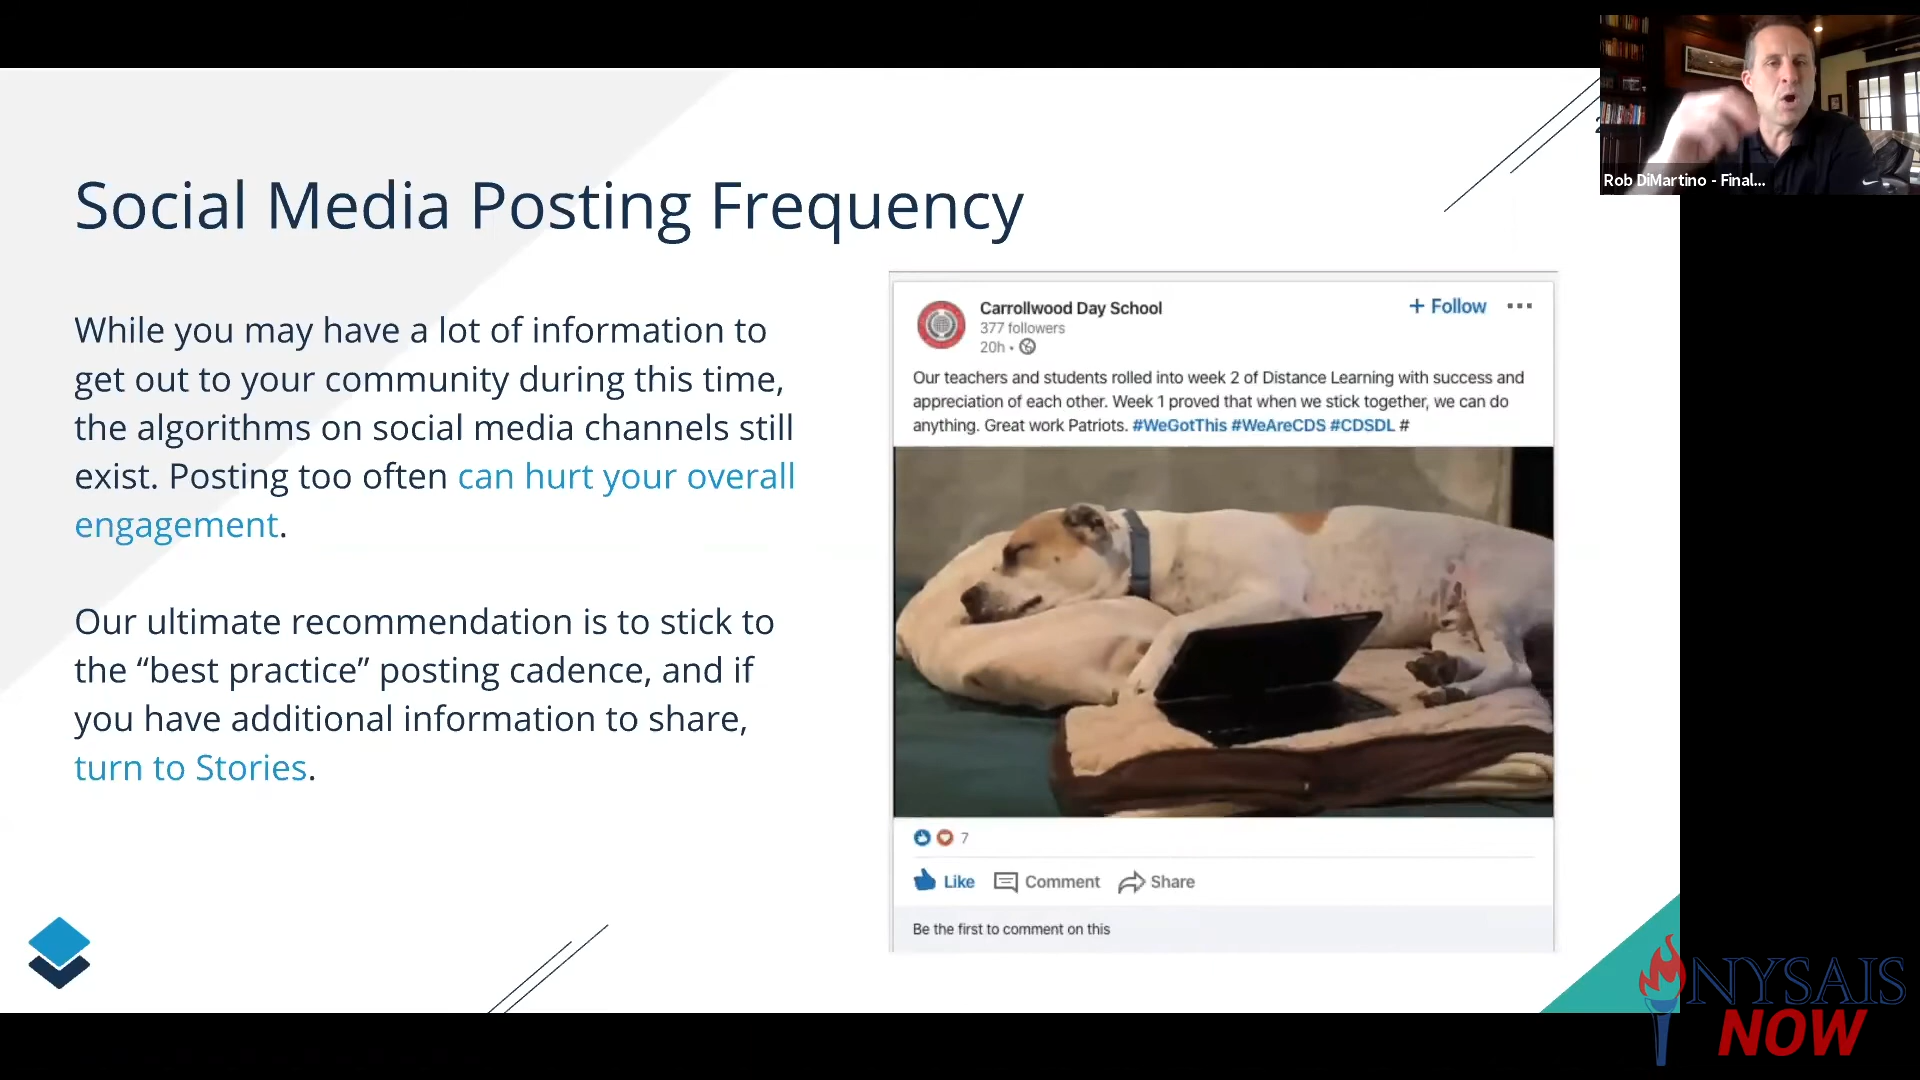 Rob DiMartino - Final...
Social Media Posting Frequency
While you may have a lot of information to
get out to your community during this time,
the algorithms on social media channels still
exist. Posting too often can hurt your overall
engagement.
Our ultimate recommendation is to stick to
the “best practice” posting cadence, and if
you have additional information to share,
turn to Stories.
Carrollwood Day School
+ Follow
377 followers
20h •
Our teachers and students rolled into week 2 of Distance Learning with success and
appreciation of each other. Week 1 proved that when we stick together, we can do
anything. Great work Patriots. #WeGotThis #WeAreCDS #CDSDL #
7
Like Comment Share
Be the first to comment on this
NYSAIS
NOW